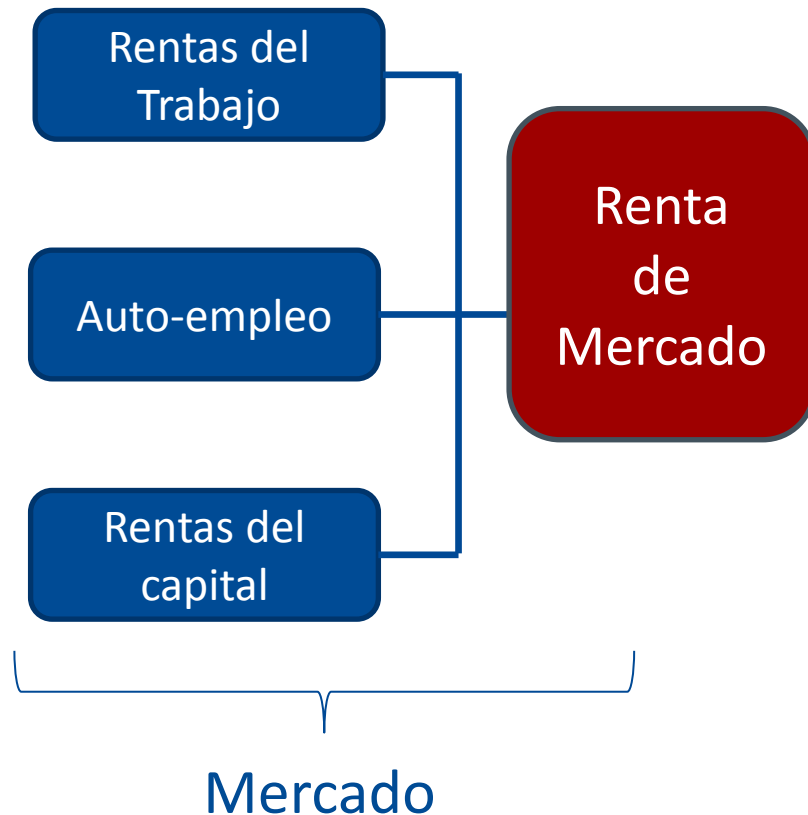 Rentas del
Trabajo
Auto-empleo
Rentas del
capital
Renta
de
Mercado
Mercado